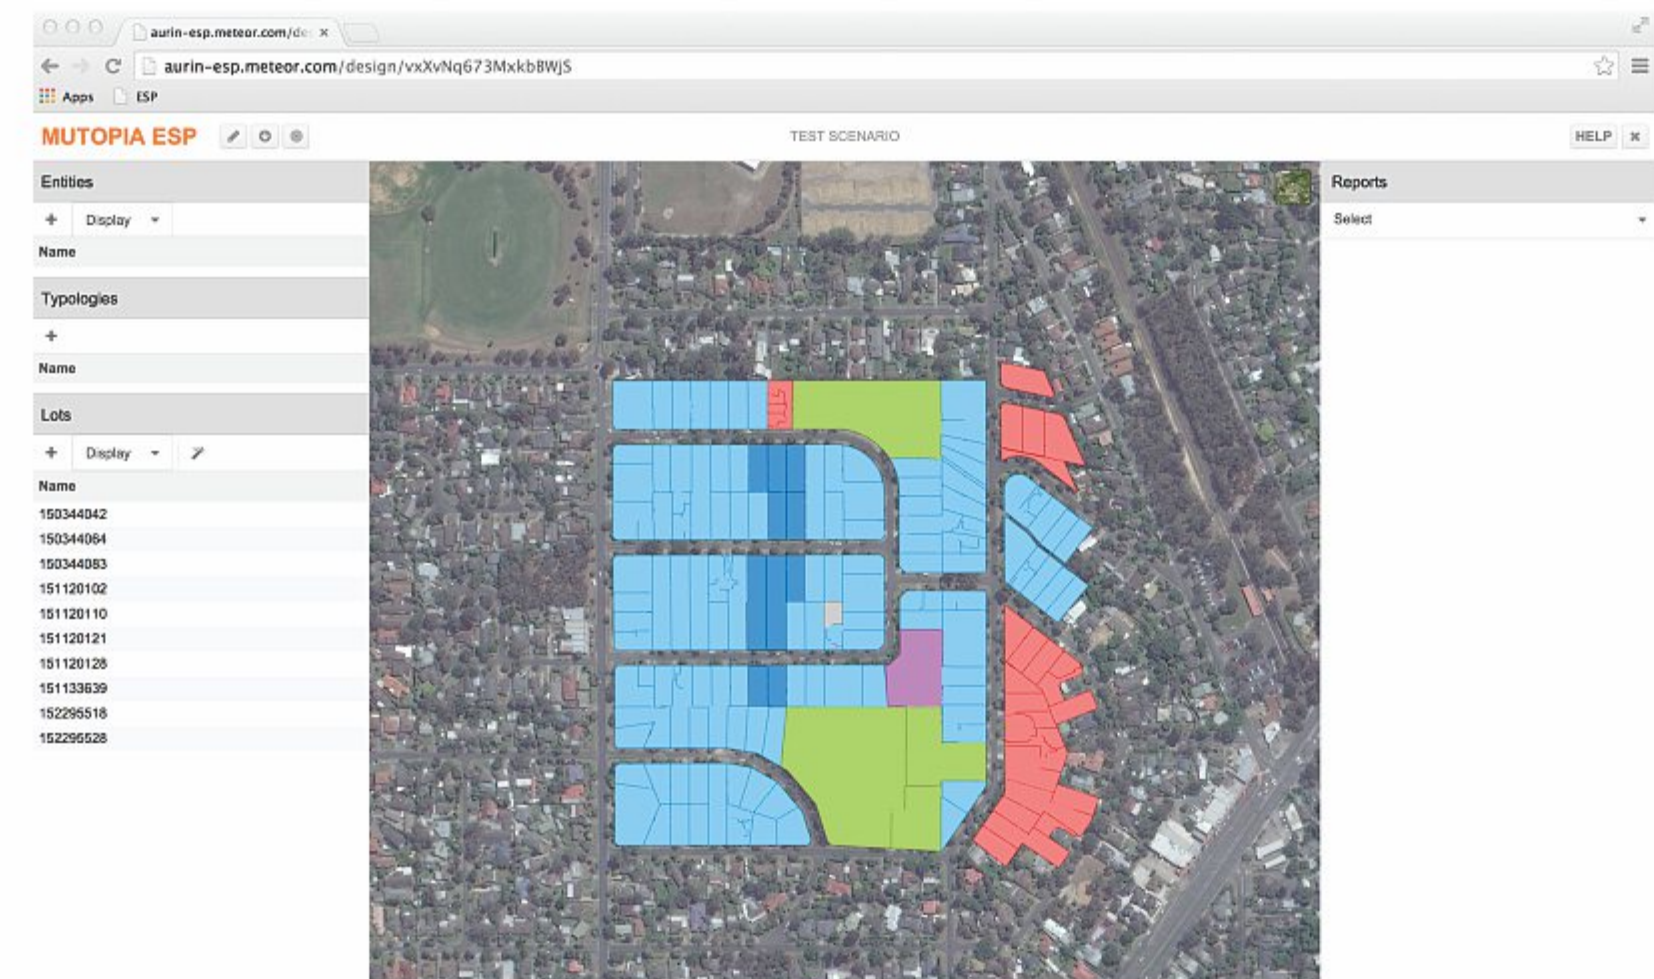 aurin-esp.meteor.com/de ×
aurin-esp.meteor.com/design/vxXvNq673MxkbBWjS
Apps ESP
MUTOPIA ESP TEST SCENARIO HELP ×
Entities
Reports
+ Display
Select
Name
Typologies
+
Name
Lots
+ Display
Name
150344042
150344064
150344083
151120102
151120110
151120121
151120128
151133639
152295518
152295528